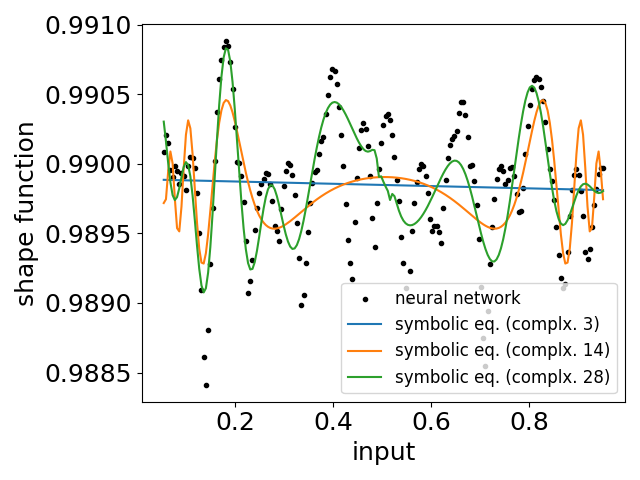 0.9910
0.9905
0.9900
0.9895
0.9890
0.9885
shape function
neural network
symbolic eq. (complx. 3)
symbolic eq. (complx. 14)
symbolic eq. (complx. 28)
0.2 0.4 0.6 0.8
input